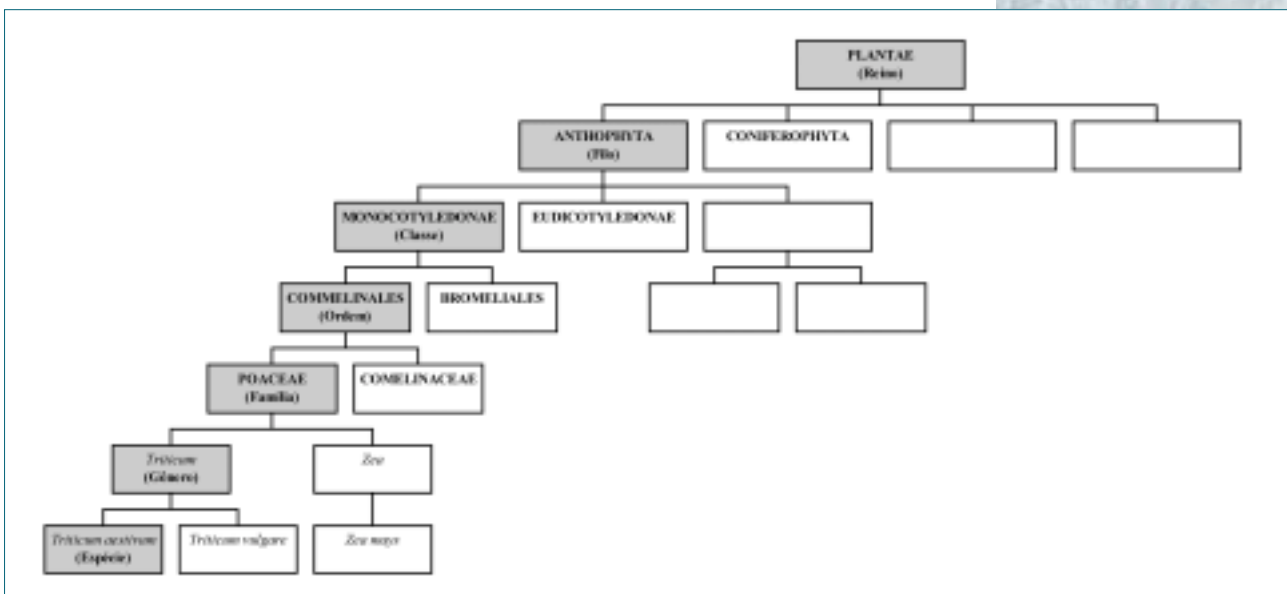 PLANTAE
(Reino)
ANTHOPHYTA
(Filo)
CONIFEROPHYTA
MONOCOTYLEDONAE
(Classe)
EUDICOTYLEDONAE
COMMELINALES
(Ordem)
BROMELIALES
POACEAE
(Família)
COMELINACEAE
Triticum
(Gênero)
Zea
Triticum aestivum
(Espécie)
Triticum vulgare
Zea mays